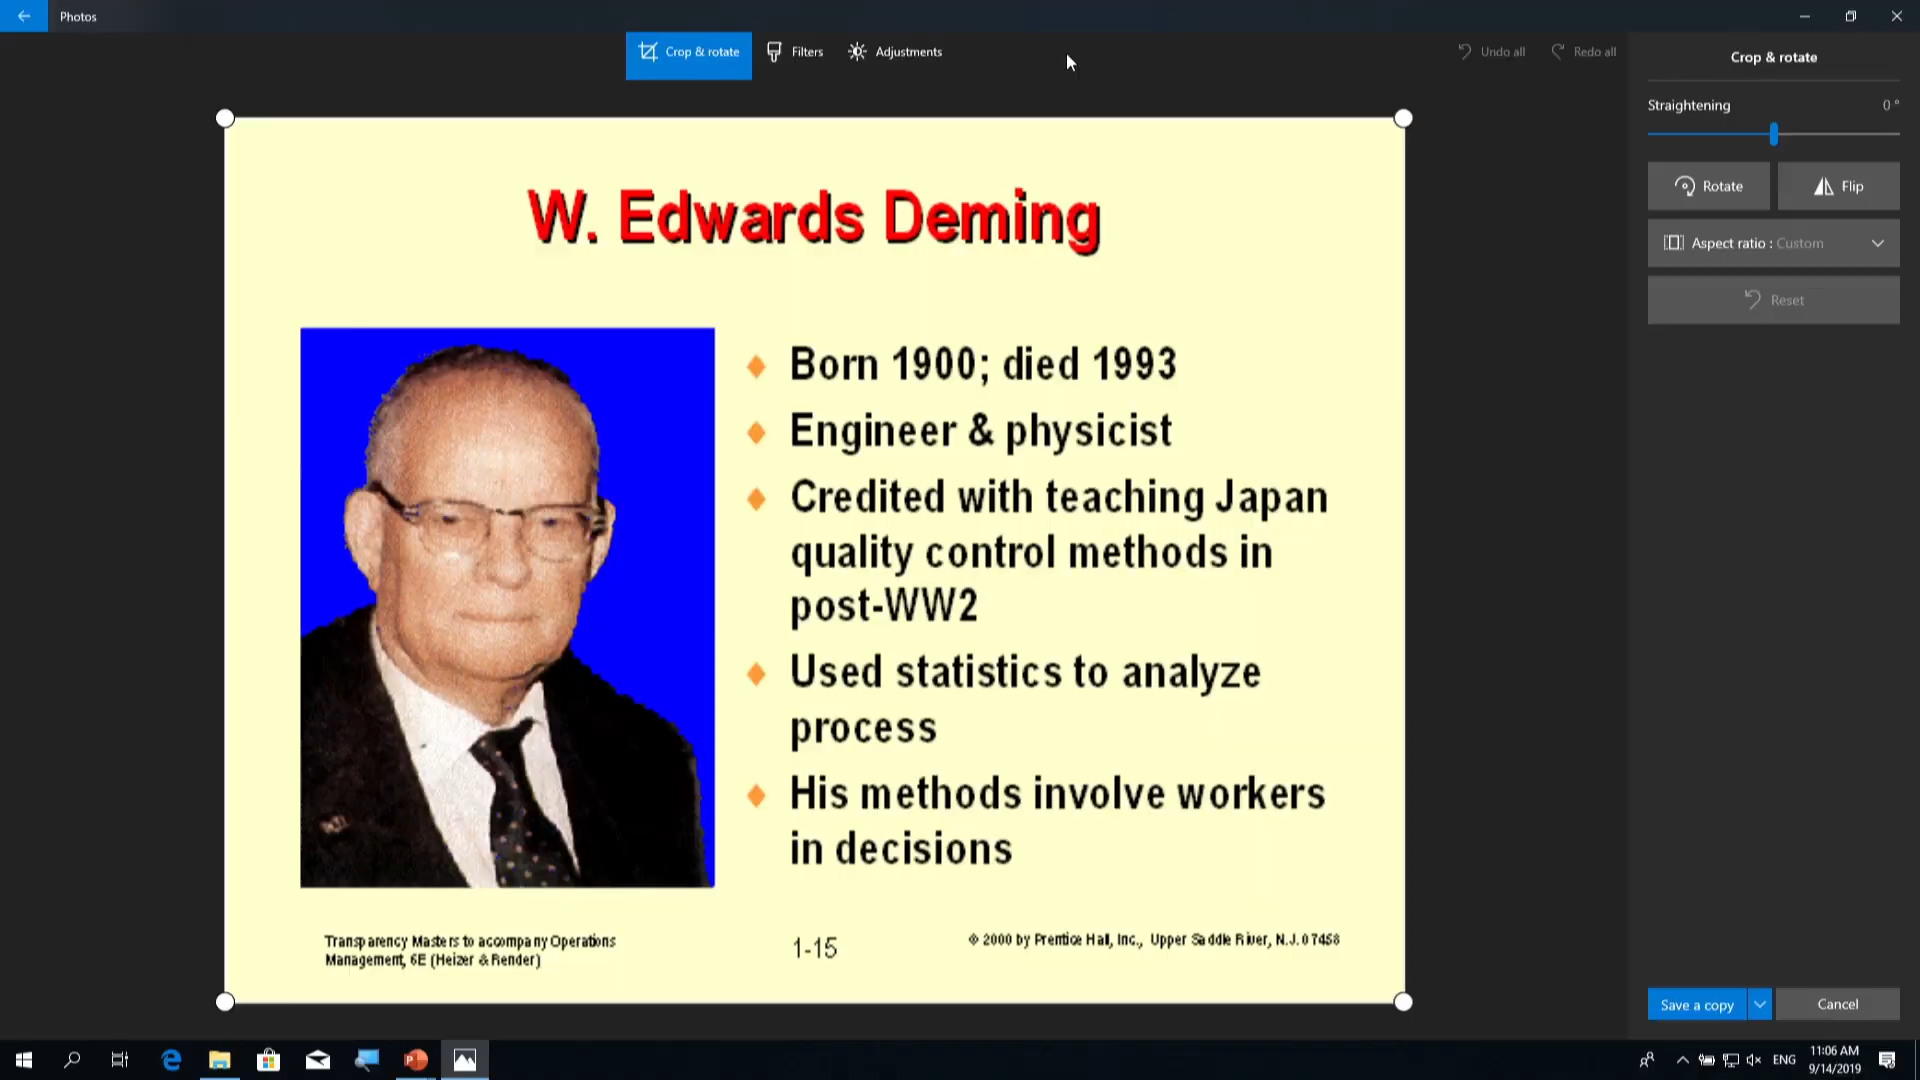 Photos
Crop & rotate
Filters
Adjustments
Undo all
Redo all
Crop & rotate
Straightening
0 °
Rotate
Flip
Aspect ratio : Custom
Reset
W. Edwards Deming
Born 1900; died 1993
Engineer & physicist
Credited with teaching Japan
quality control methods in
post-WW2
Used statistics to analyze
process
His methods involve workers
in decisions
Transparency Masters to accompany Operations
Management, 6E (Heizer & Render)
1-15
© 2000 by Prentice Hall, Inc., Upper Saddle River, N.J. 07458
Save a copy
Cancel
ENG
11:06 AM
9/14/2019